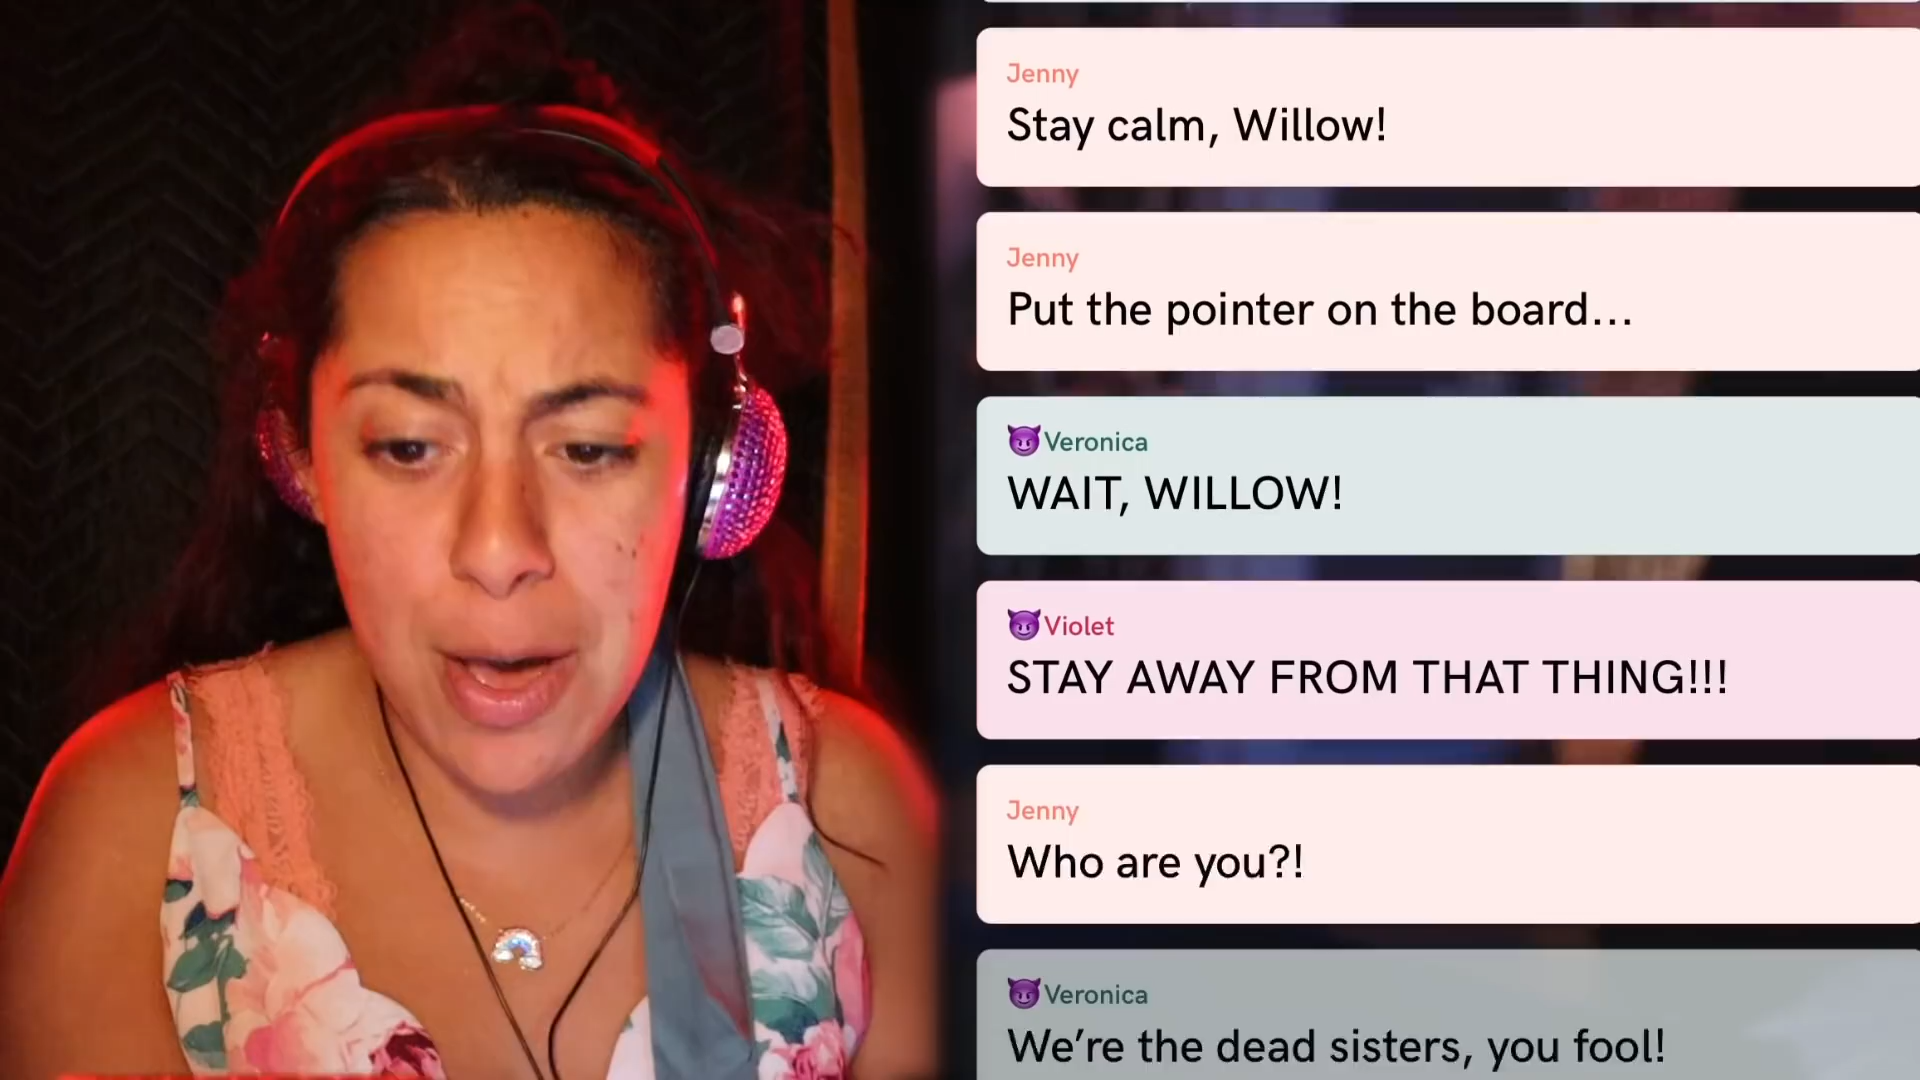 Jenny
Stay calm, Willow!
Jenny
Put the pointer on the board...
😈Veronica
WAIT, WILLOW!
😈Violet
STAY AWAY FROM THAT THING!!!
Jenny
Who are you?!
😈Veronica
We're the dead sisters, you fool!